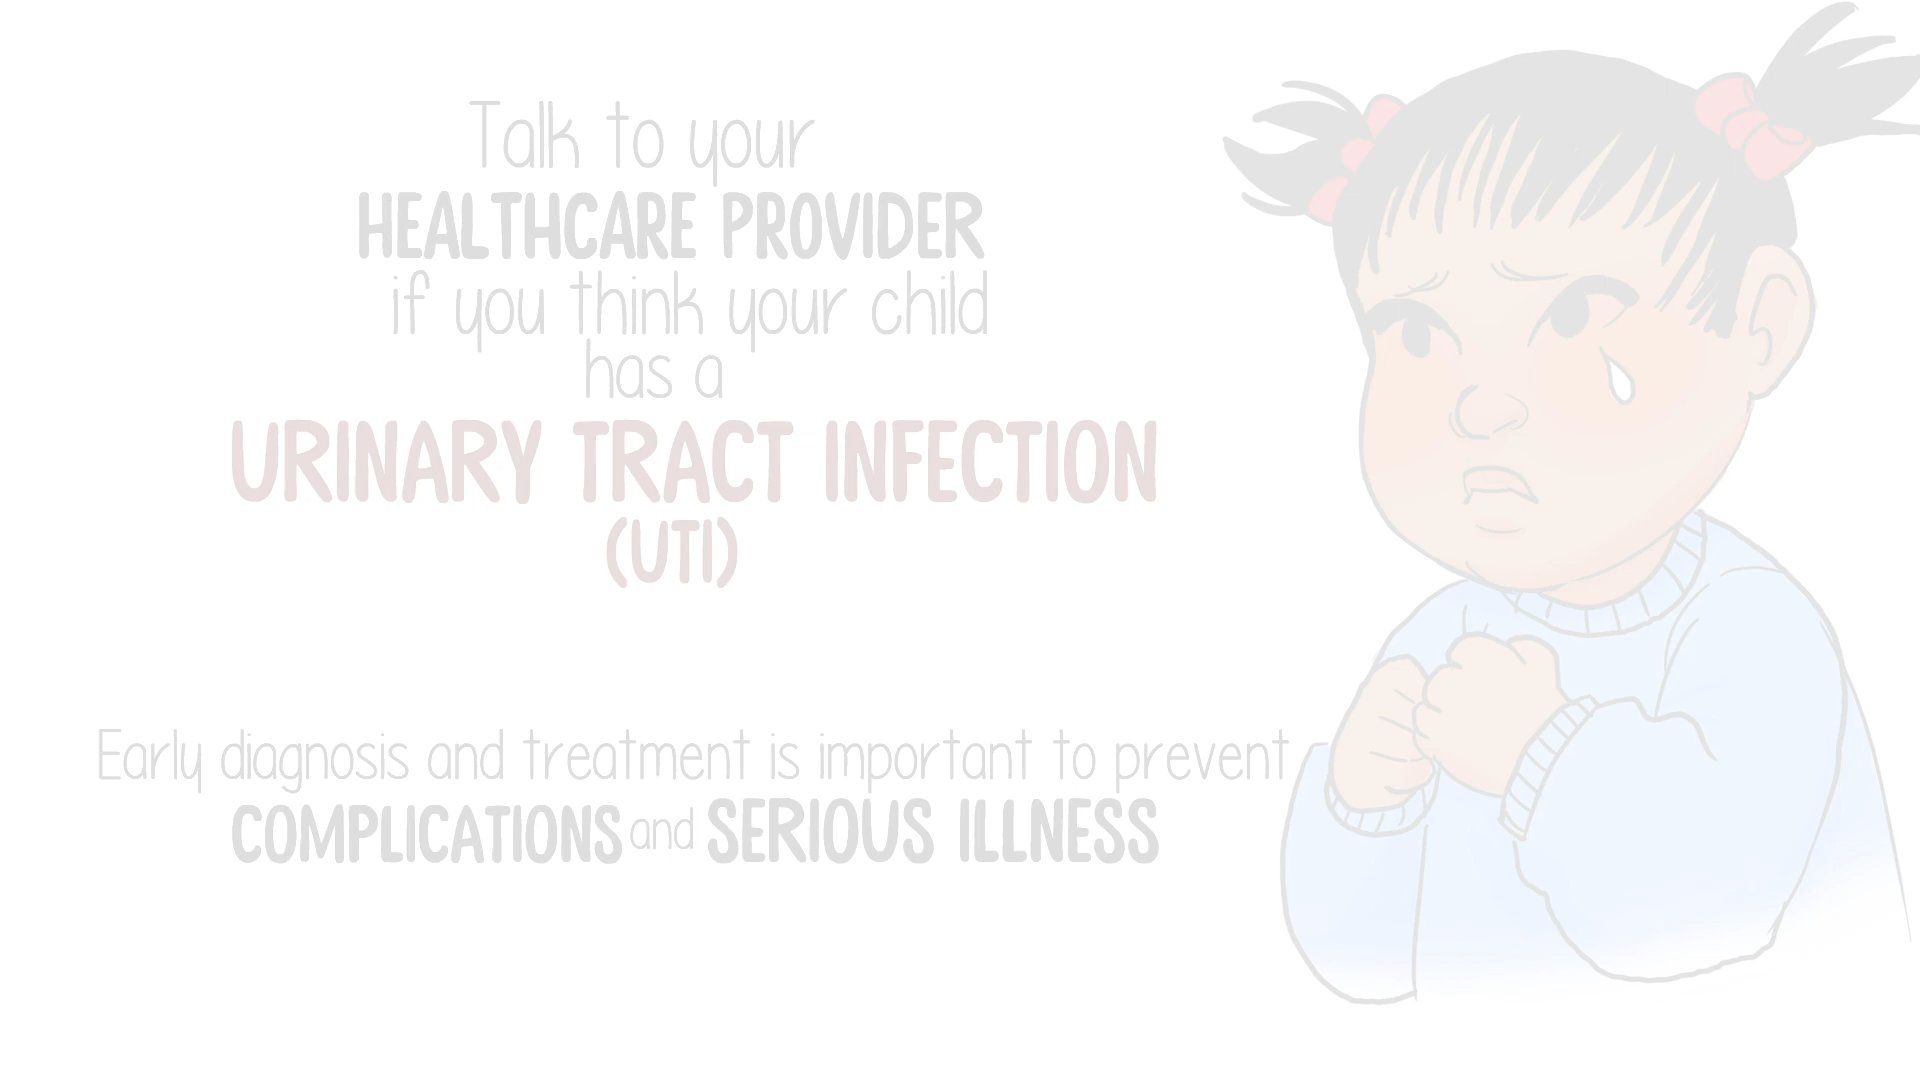 Talk to your
HEALTHCARE PROVIDER
if you think your child
has a
URINARY TRACT INFECTION
(UTI)
Early diagnosis and treatment is important to prevent
COMPLICATIONS and SERIOUS ILLNESS